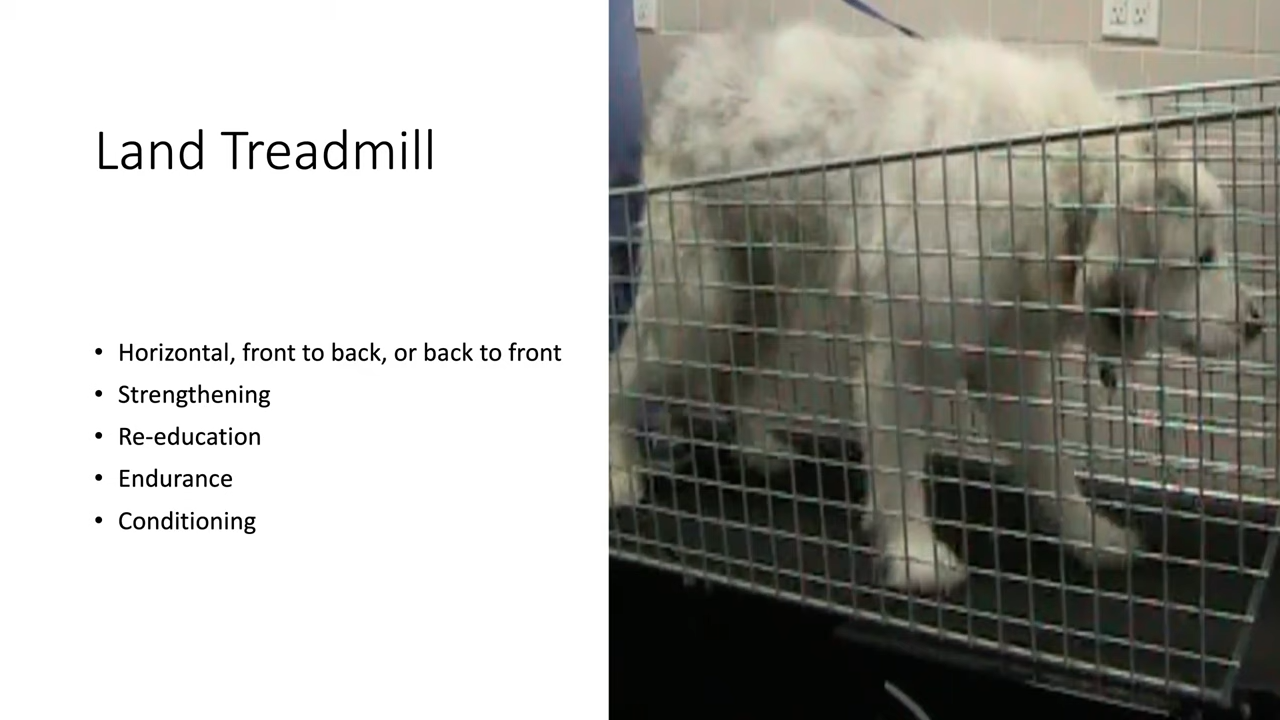 Land Treadmill
• Horizontal, front to back, or back to front
• Strengthening
• Re-education
• Endurance
• Conditioning